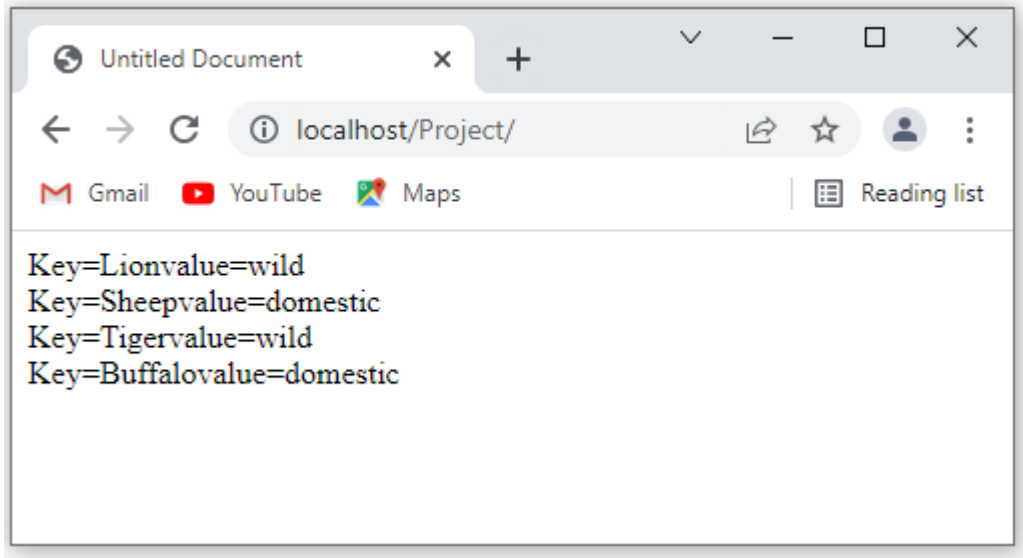 Untitled Document
localhost/Project/
Gmail YouTube Maps Reading list
Key=Lionvalue=wild
Key=Sheepvalue=domestic
Key=Tigervalue=wild
Key=Buffalovalue=domestic